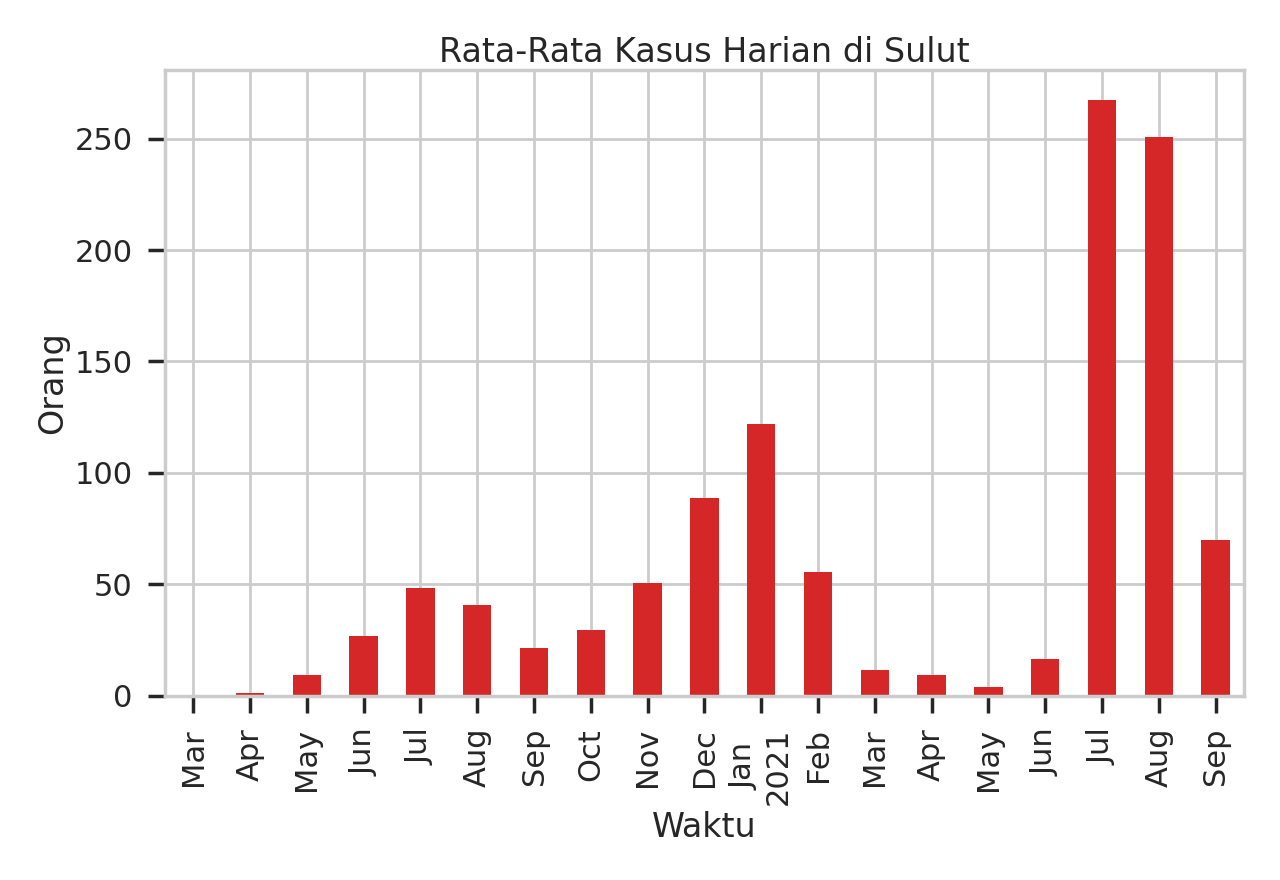 Rata-Rata Kasus Harian di Sulut
Orang
250
200
150
100
50
0
Mar
Apr
May
Jun
Jul
Aug
Sep
Oct
Nov
Dec
Jan
2021
Feb
Mar
Apr
May
Jun
Jul
Aug
Sep
Waktu